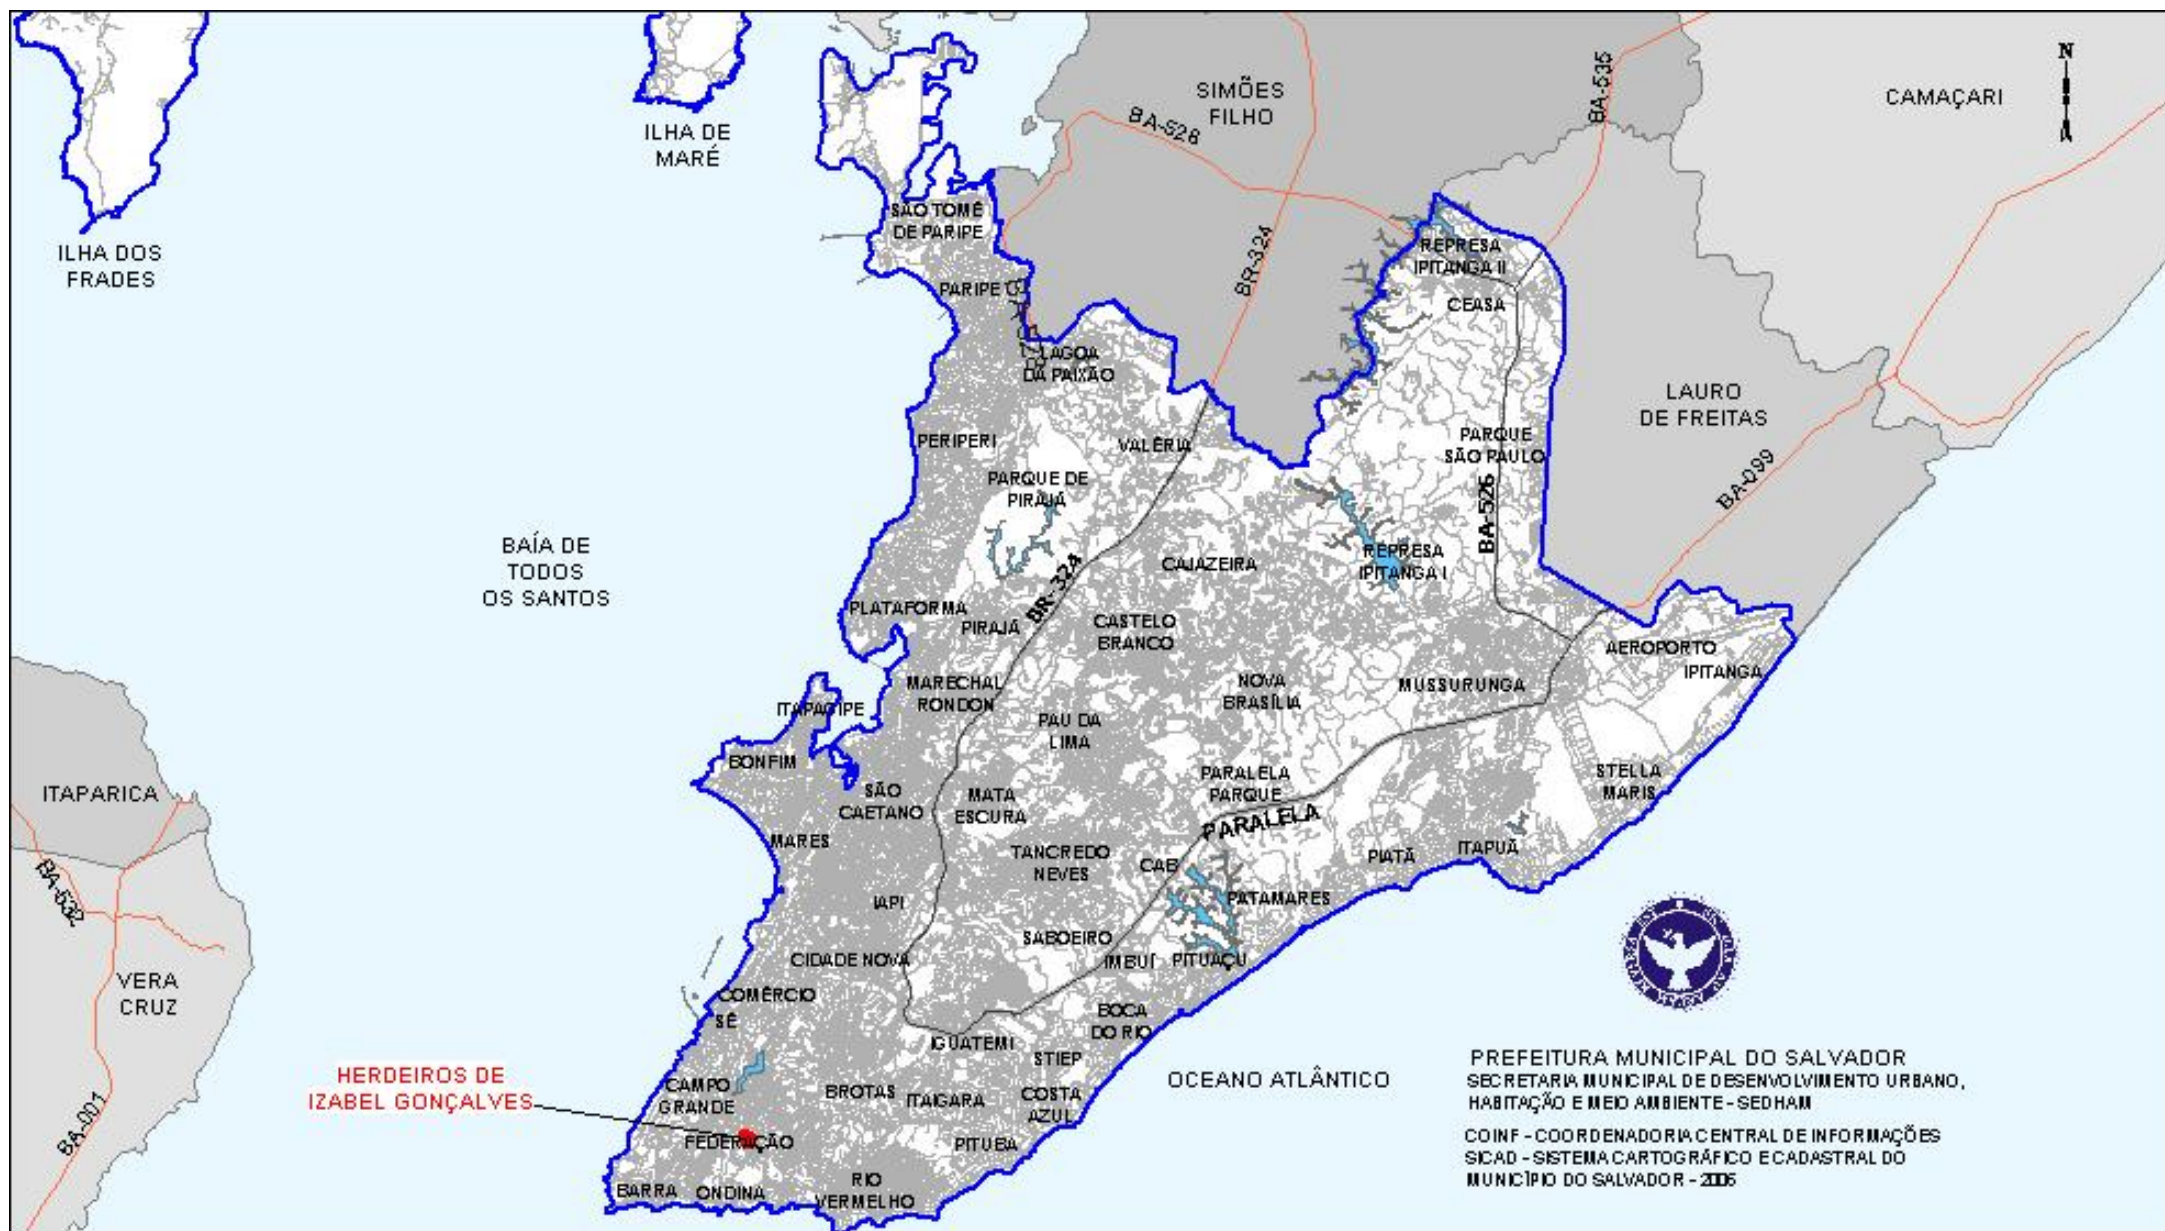 SIMÕES
FILHO
BA-526
BA-535
CAMAÇARI
N
ILHA DE
MARÉ
ILHA DOS
FRADES
SÃO TOMÉ
DE PARIPE
BR-324
REPRESA
IPITANGA II
PARIPE
CEASA
LAGOA
DA PAIXÃO
LAURO
DE FREITAS
PERIPERI
VALÉRIA
PARQUE
SÃO PAULO
PARQUE DE
PIRAJÁ
BA-526
BA-099
BAÍA DE
TODOS
OS SANTOS
CAJAZEIRA
REPRESA
IPITANGA I
BR-324
PLATAFORMA
PIRAJÁ
CASTELO
BRANCO
AEROPORTO
IPITANGA
MARECHAL
RONDON
NOVA
BRASÍLIA
MUSSURUNGA
ITAPAGIPE
PAU DA
LIMA
BONFIM
PARALELA
PARQUE
STELLA
MARIS
ITAPARICA
SÃO
CAETANO
MATA
ESCURA
PARALELA
MARES
TANCREDO
NEVES
CAB
PIATÃ
ITAPUÃ
BA-532
IAPI
PATAMARES
SABOEIRO
CIDADE NOVA
IMBUÍ
PITUAÇU
VERA
CRUZ
COMÉRCIO
SÉ
BOCA
DO RIO
IGUATEMI
STIEP
OCEANO ATLÂNTICO
HERDEIROS DE
IZABEL GONÇALVES
CAMPO
GRANDE
BROTAS
ITAIGARA
COSTA
AZUL
BA-001
FEDERAÇÃO
PITUBA
BARRA
ONDINA
RIO
VERMELHO
PREFEITURA MUNICIPAL DO SALVADOR
SECRETARIA MUNICIPAL DE DESENVOLVIMENTO URBANO,
HABITAÇÃO E MEIO AMBIENTE - SEDHAM
COINF - COORDENADORIA CENTRAL DE INFORMAÇÕES
SICAD - SISTEMA CARTOGRÁFICO E CADASTRAL DO
MUNICÍPIO DO SALVADOR - 2006